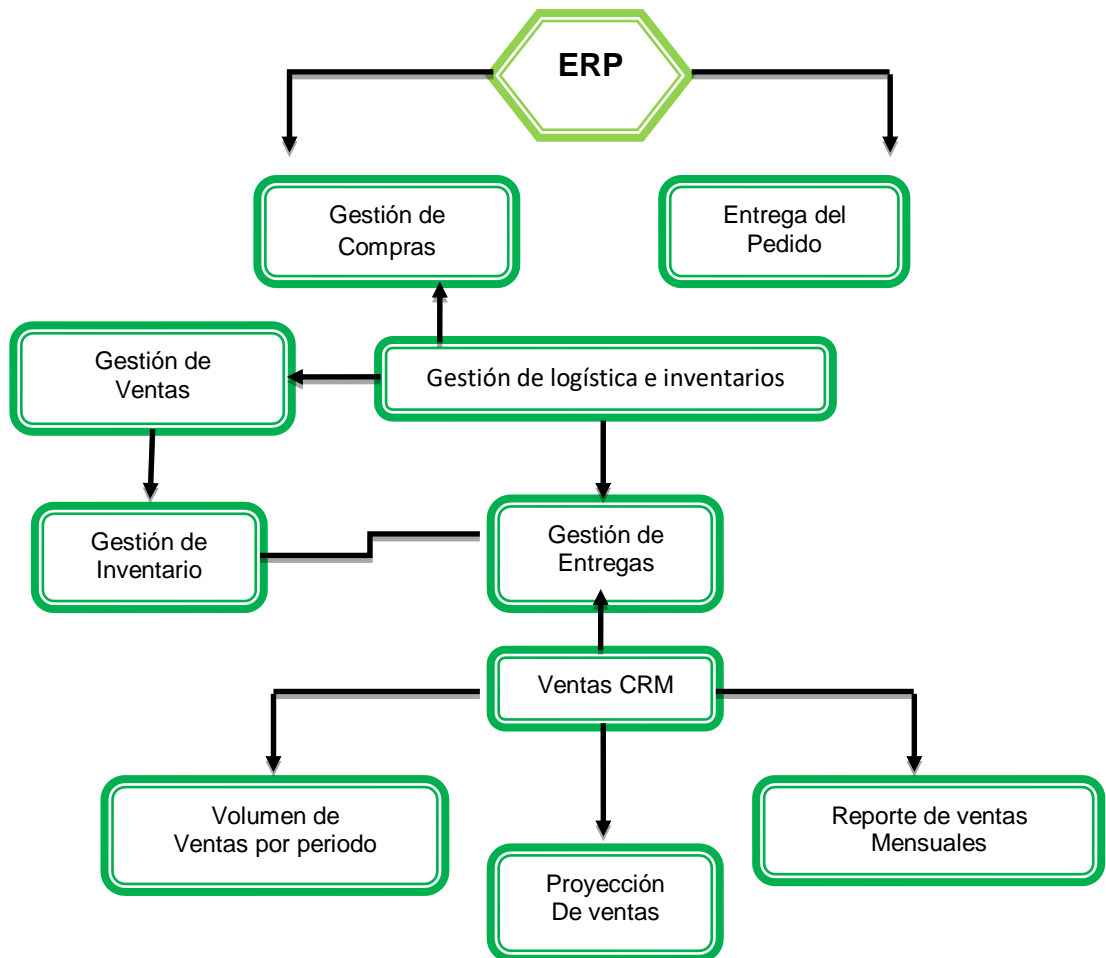 ERP
Gestión de
Compras
Entrega del
Pedido
Gestión de
Ventas
Gestión de logística e inventarios
Gestión de
Inventario
Gestión de
Entregas
Ventas CRM
Volumen de
Ventas por periodo
Reporte de ventas
Mensuales
Proyección
De ventas